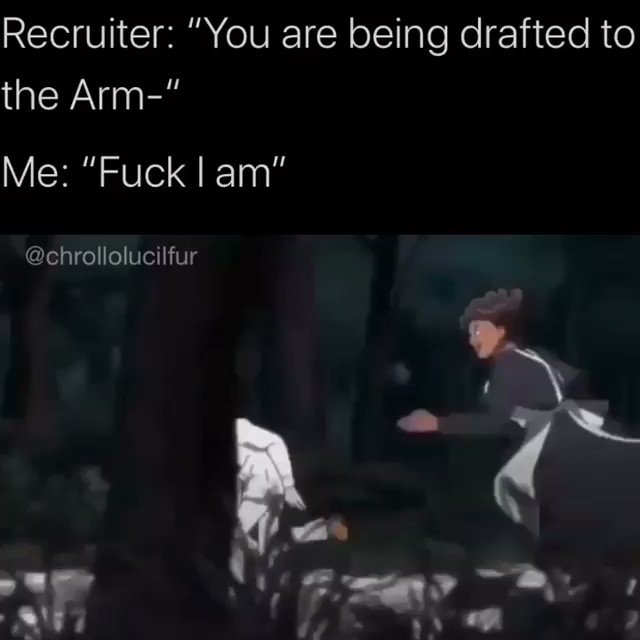 Recruiter: “You are being drafted to
the Arm-“
Me: “Fuck I am”
@chrollolucilfur